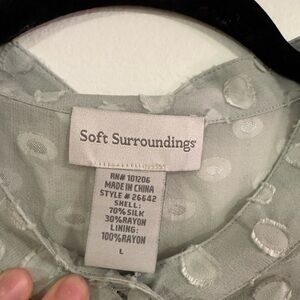 Soft Surroundings
RN# 101206
MADE IN CHINA
STYLE # 26642
SHELL:
70% SILK
30% RAYON
LINING:
100% RAYON
L